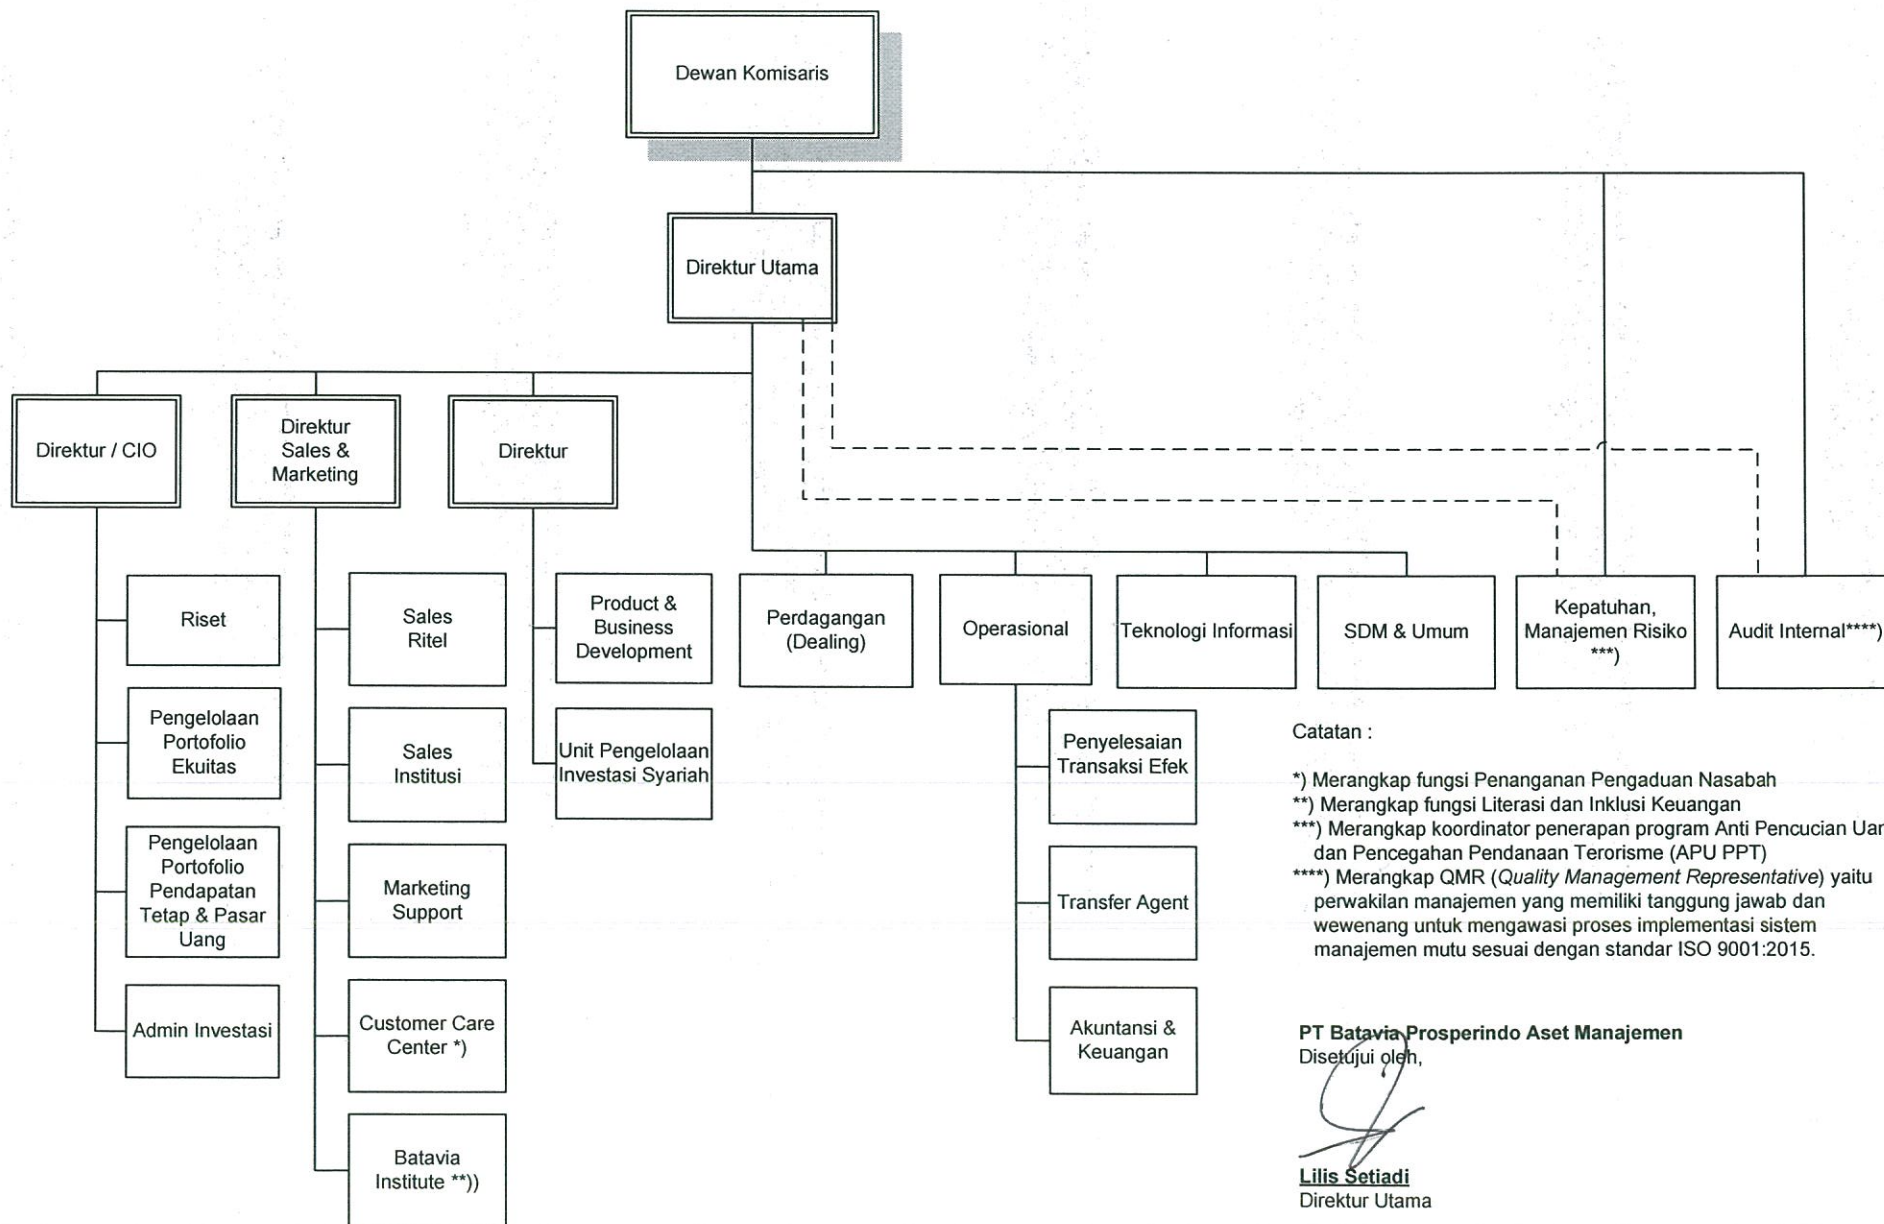 Dewan Komisaris
Direktur Utama
Direktur / CIO
Direktur
Sales &
Marketing
Direktur
Riset
Pengelolaan
Portofolio
Ekuitas
Pengelolaan
Portofolio
Pendapatan
Tetap & Pasar
Uang
Admin Investasi
Sales
Ritel
Sales
Institusi
Marketing
Support
Customer Care
Center *)
Batavia
Institute **))
Product &
Business
Development
Unit Pengelolaan
Investasi Syariah
Perdagangan
(Dealing)
Operasional
Teknologi Informasi
SDM & Umum
Kepatuhan,
Manajemen Risiko
***)
Audit Internal****)
Penyelesaian
Transaksi Efek
Transfer Agent
Akuntansi &
Keuangan
Catatan :
*) Merangkap fungsi Penanganan Pengaduan Nasabah
**) Merangkap fungsi Literasi dan Inklusi Keuangan
***) Merangkap koordinator penerapan program Anti Pencucian Uan
dan Pencegahan Pendanaan Terorisme (APU PPT)
****) Merangkap QMR (Quality Management Representative) yaitu
perwakilan manajemen yang memiliki tanggung jawab dan
wewenang untuk mengawasi proses implementasi sistem
manajemen mutu sesuai dengan standar ISO 9001:2015.
PT Batavia Prosperindo Aset Manajemen
Disetujui oleh,
Lilis Setiadi
Direktur Utama